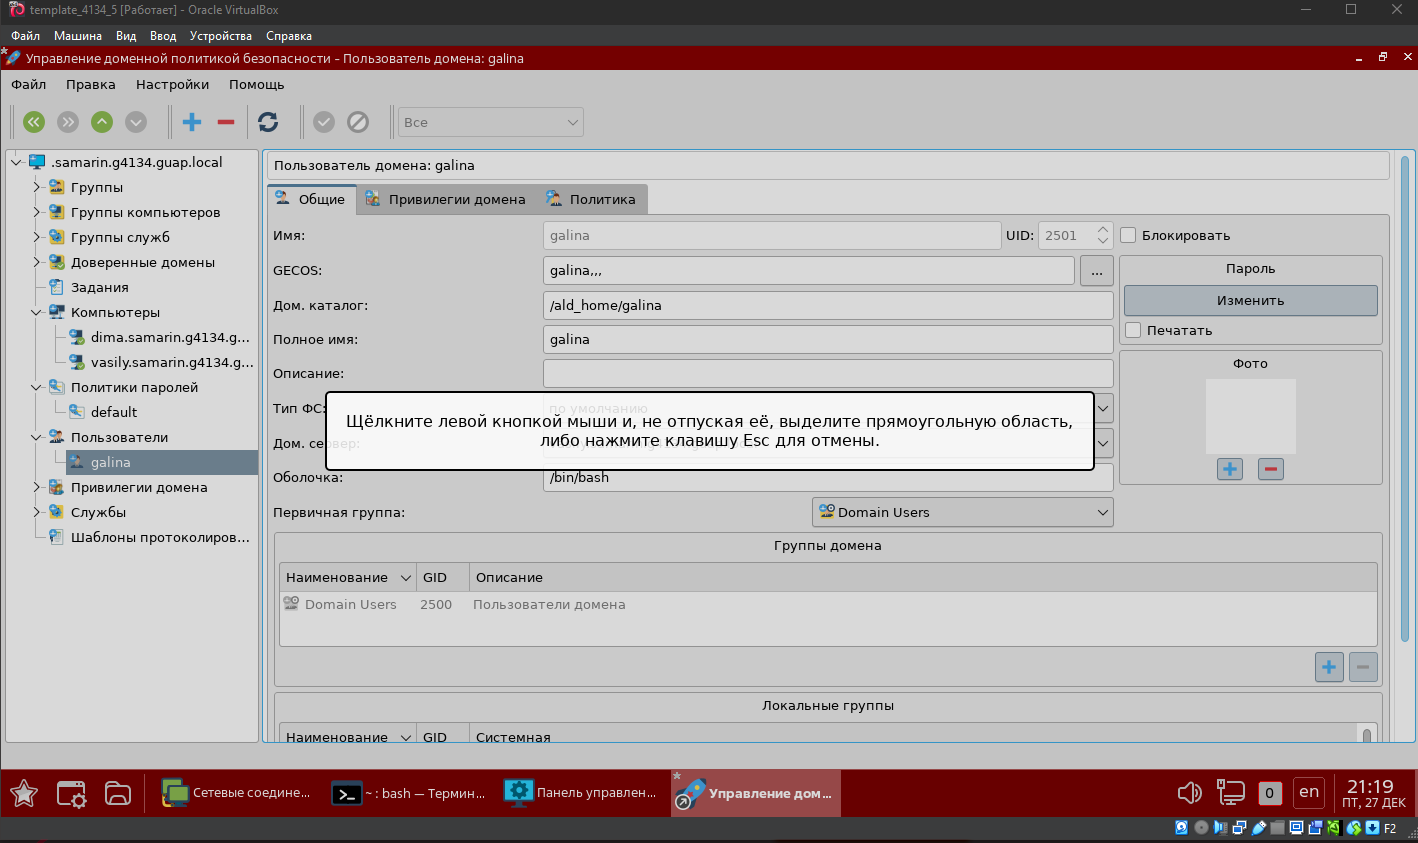 template_4134_5 [Работает] - Oracle VirtualBox
Файл Машина Вид Ввод Устройства Справка
Управление доменной политикой безопасности - Пользователь домена: galina
Файл Правка Настройки Помощь
Все
.samarin.g4134.guap.local
Группы
Группы компьютеров
Группы служб
Доверенные домены
Задания
Компьютеры
dima.samarin.g4134.g...
vasily.samarin.g4134.g...
Политики паролей
default
Пользователи
galina
Привилегии домена
Службы
Шаблоны протоколиров...
Пользователь домена: galina
Общие Привилегии домена Политика
Имя: galina UID: 2501 Блокировать
GECOS: galina,,, ...
Пароль
Изменить
Печатать
Дом. каталог: /ald_home/galina
Полное имя: galina
Описание:
Фото
Тип ФС: по умолчанию
Щёлкните левой кнопкой мыши и, не отпуская её, выделите прямоугольную область,
либо нажмите клавишу Esc для отмены.
Дом. сервер:
Оболочка: /bin/bash
Первичная группа: Domain Users
Группы домена
Наименование GID Описание
Domain Users 2500 Пользователи домена
Локальные группы
Наименование GID Системная
Сетевые соедине...
~ : bash — Термин...
Панель управлен...
Управление дом...
0
en
21:19
ПТ, 27 ДЕК
F2